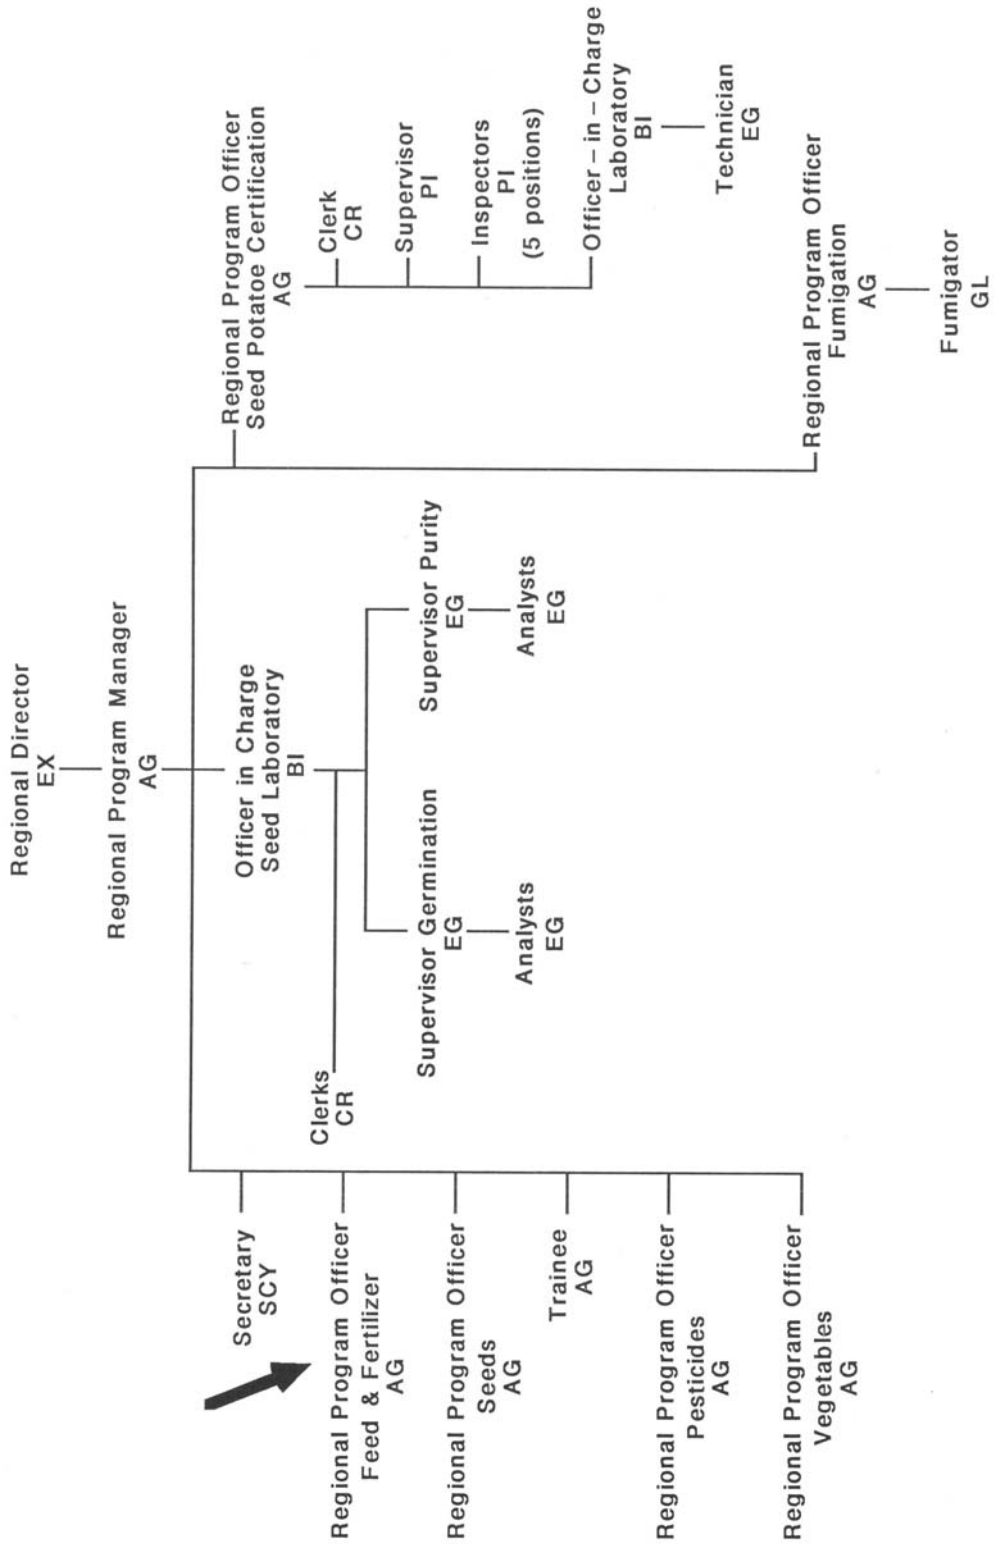 Regional Director
EX
Regional Program Manager
AG
Secretary
SCY
Regional Program Officer
Feed & Fertilizer
AG
Regional Program Officer
Seeds
AG
Trainee
AG
Regional Program Officer
Pesticides
AG
Regional Program Officer
Vegetables
AG
Officer in Charge
Seed Laboratory
BI
Clerks
CR
Supervisor Germination
EG
Analysts
EG
Supervisor Purity
EG
Analysts
EG
Regional Program Officer
Seed Potatoe Certification
AG
Clerk
CR
Supervisor
PI
Inspectors
PI
(5 positions)
Officer – in – Charge
Laboratory
BI
Technician
EG
Regional Program Officer
Fumigation
AG
Fumigator
GL